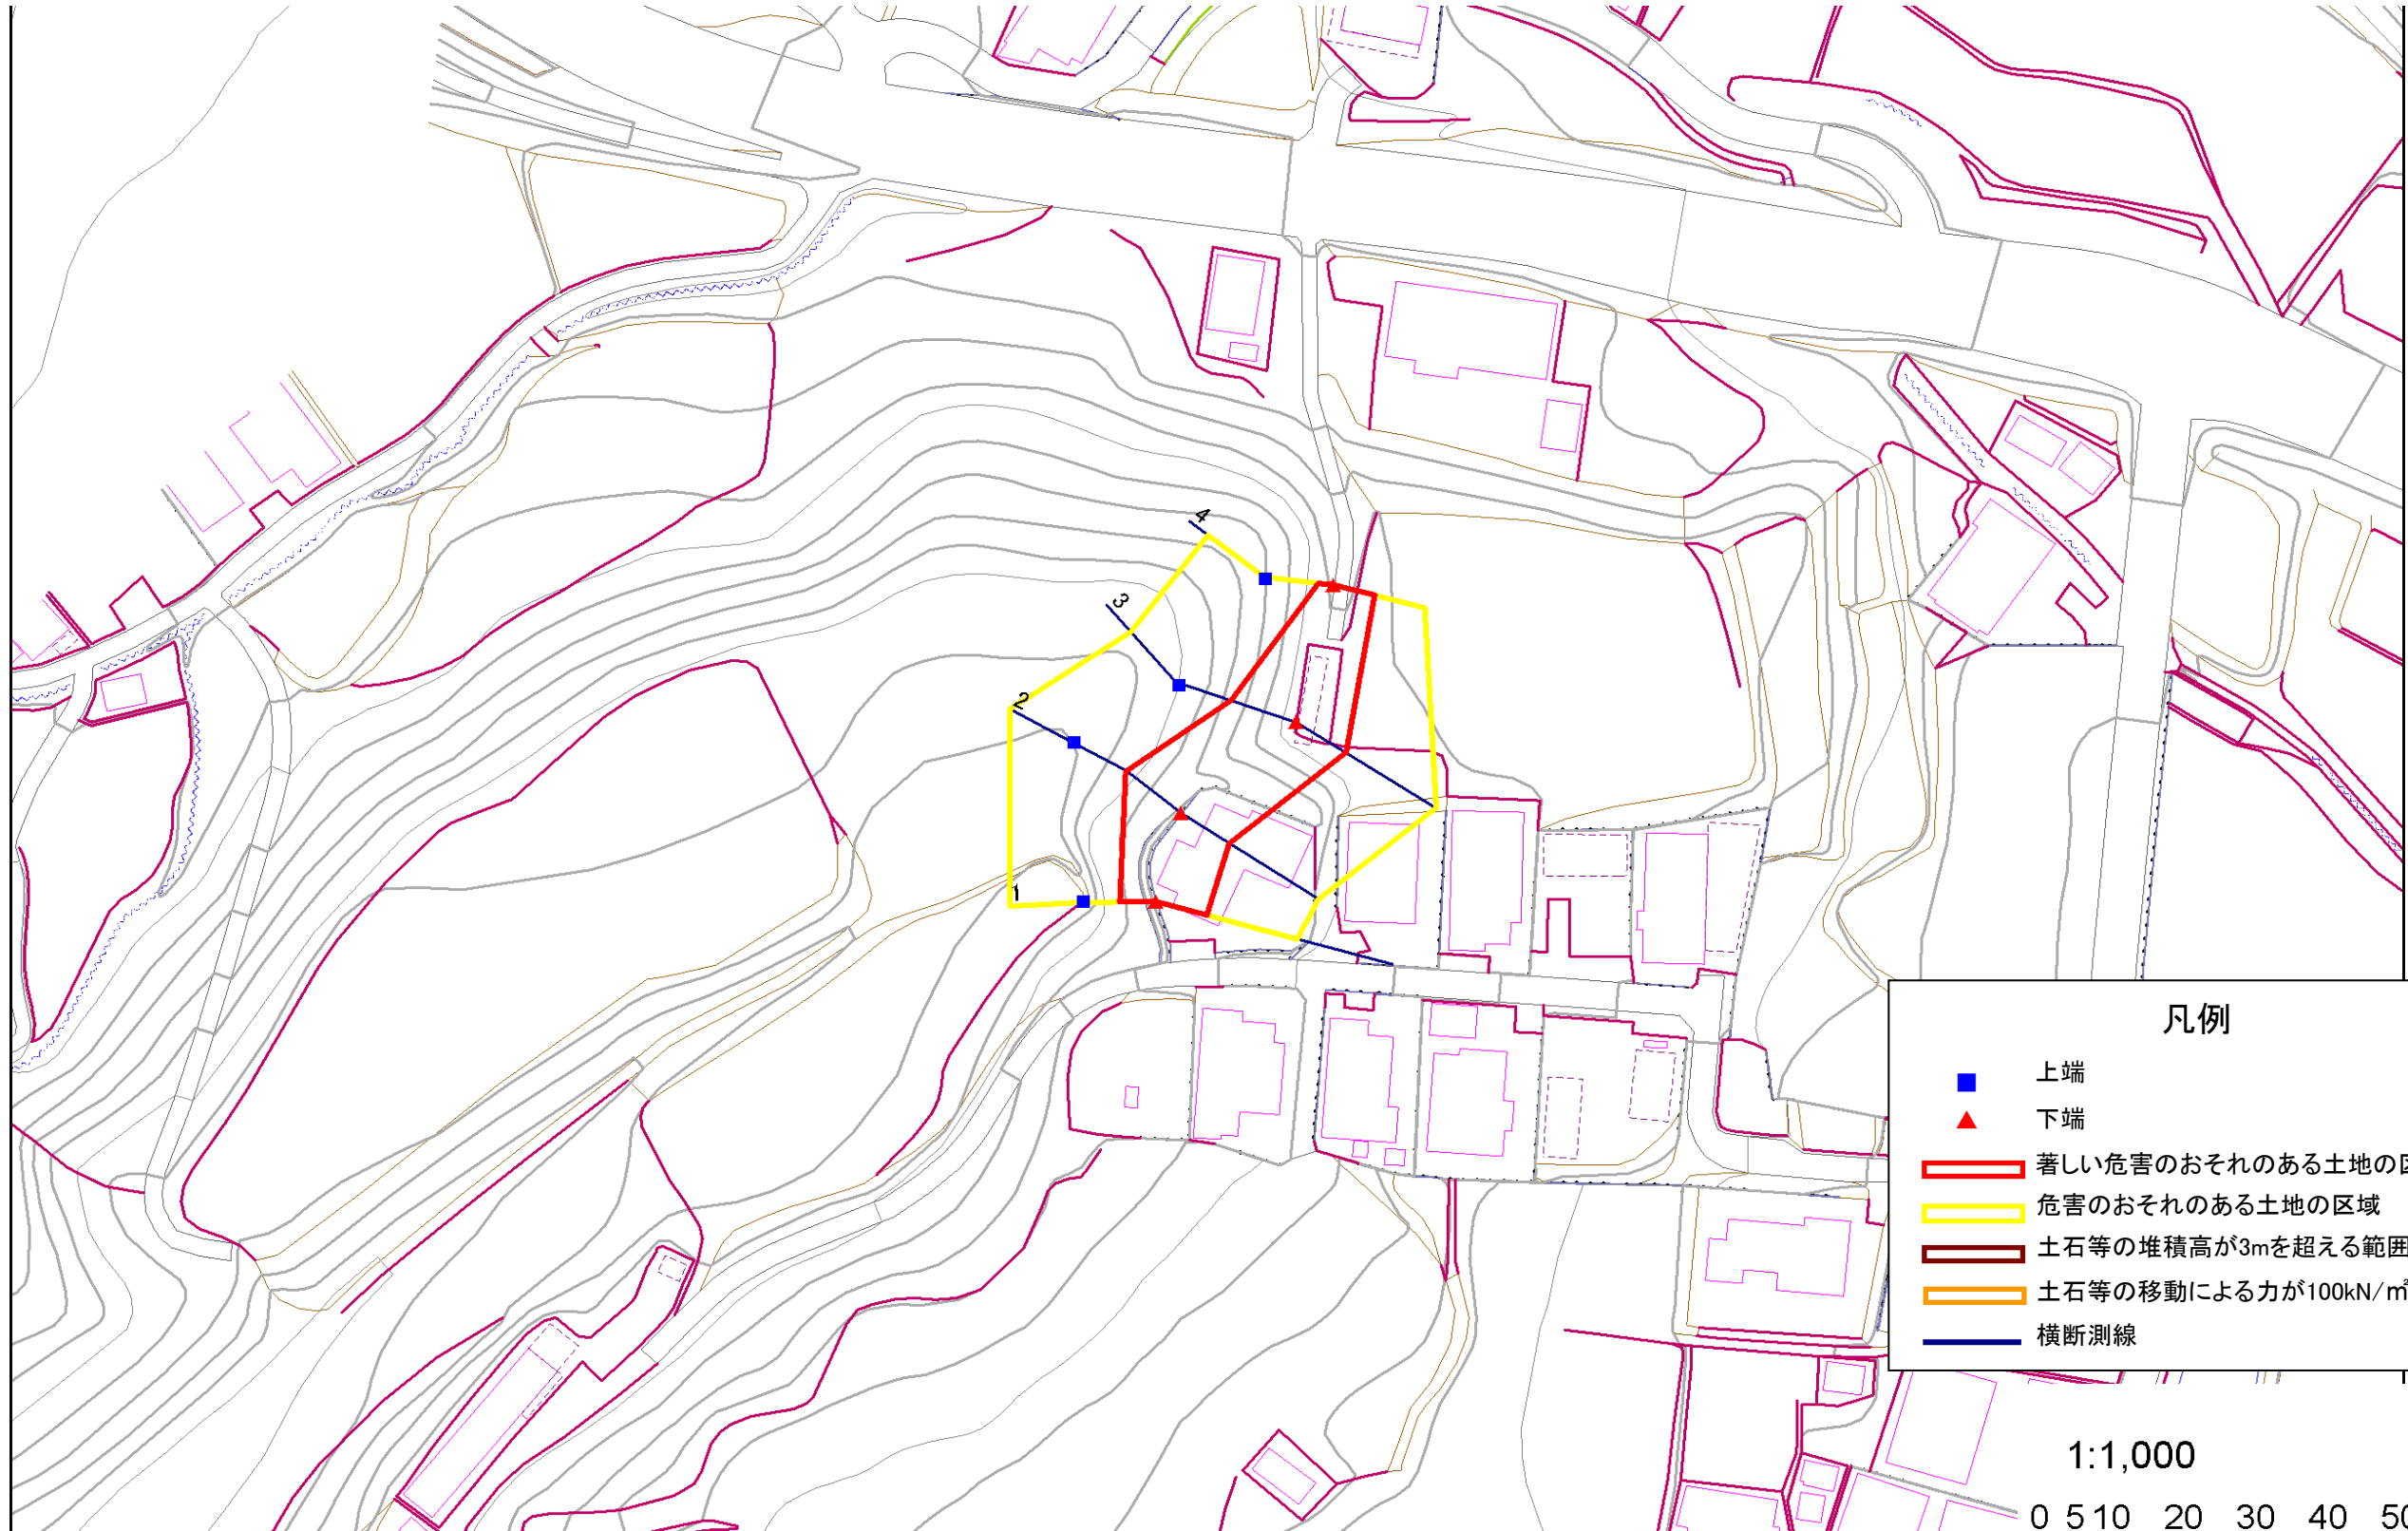 4
3
2
1
凡例
上端
下端
著しい危害のおそれのある土地の区
危害のおそれのある土地の区域
土石等の堆積高が3mを超える範囲
土石等の移動による力が100kN/㎡
横断測線
1:1,000
0 5 10 20 30 40 50